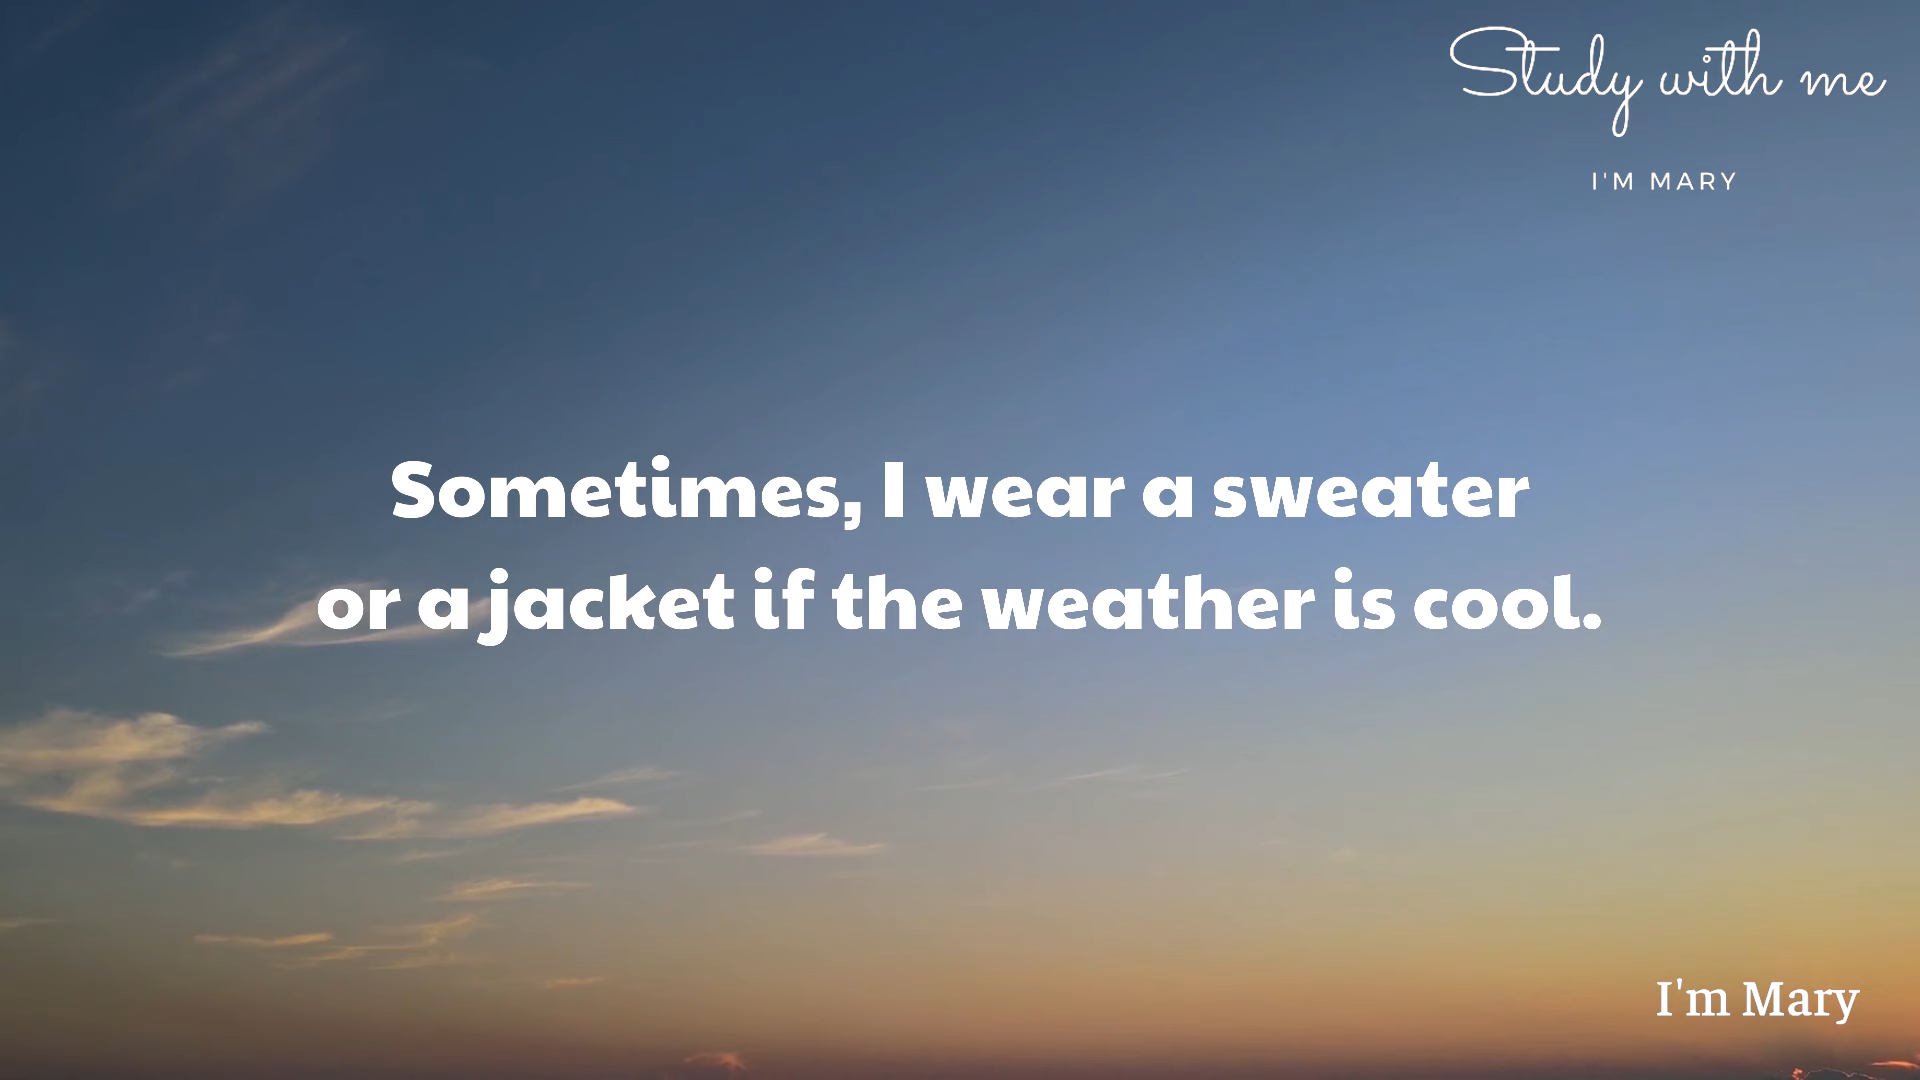 Study with me
I'M MARY
Sometimes, I wear a sweater
or a jacket if the weather is cool.
I'm Mary